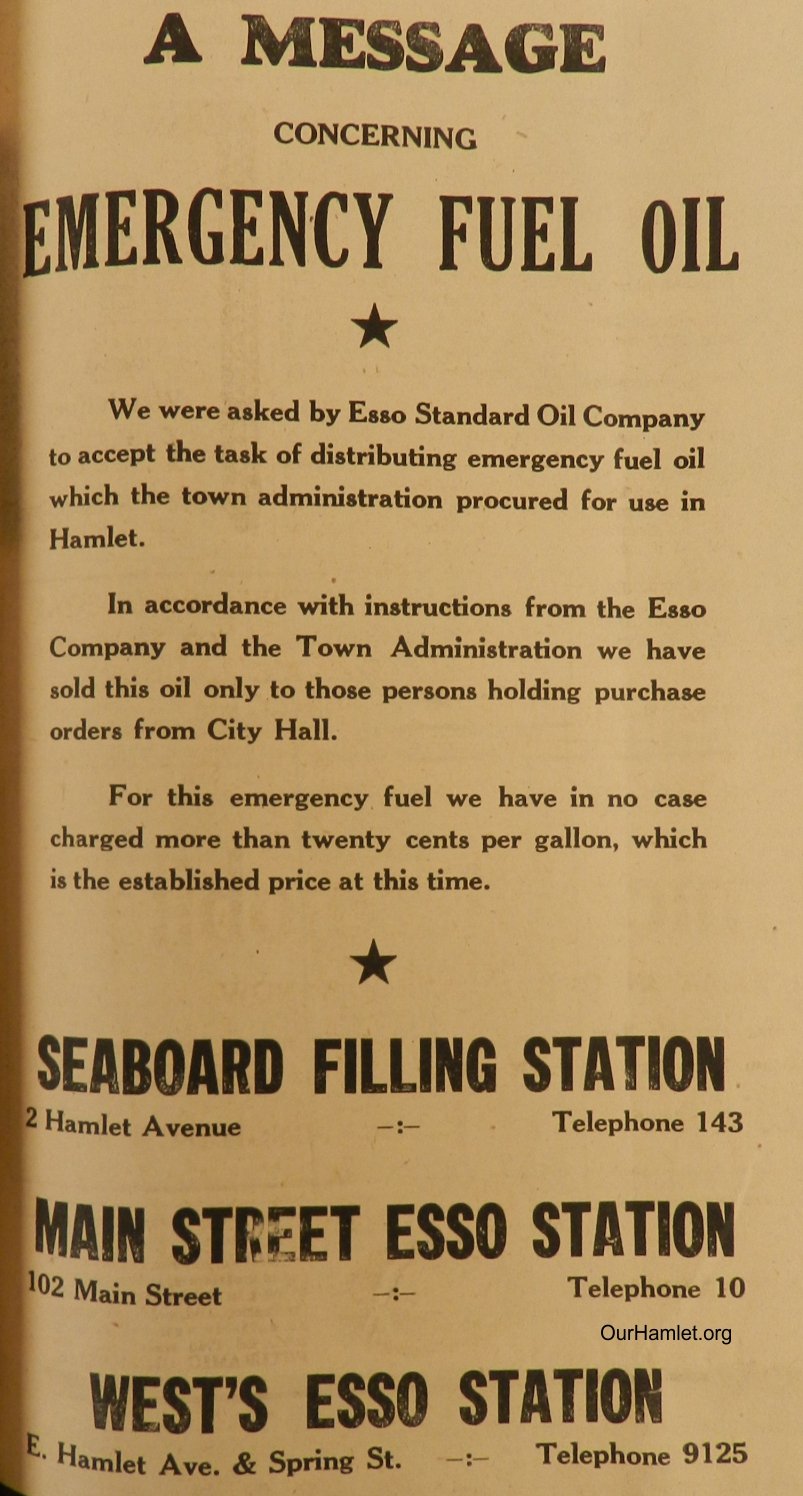 A MESSAGE
CONCERNING
EMERGENCY FUEL OIL
★
We were asked by Esso Standard Oil Company
to accept the task of distributing emergency fuel oil
which the town administration procured for use in
Hamlet.
In accordance with instructions from the Esso
Company and the Town Administration we have
sold this oil only to those persons holding purchase
orders from City Hall.
For this emergency fuel we have in no case
charged more than twenty cents per gallon, which
is the established price at this time.
★
SEABOARD FILLING STATION
2 Hamlet Avenue —:— Telephone 143
MAIN STREET ESSO STATION
102 Main Street —:— Telephone 10
OurHamlet.org
WEST'S ESSO STATION
E. Hamlet Ave. & Spring St. —:— Telephone 9125